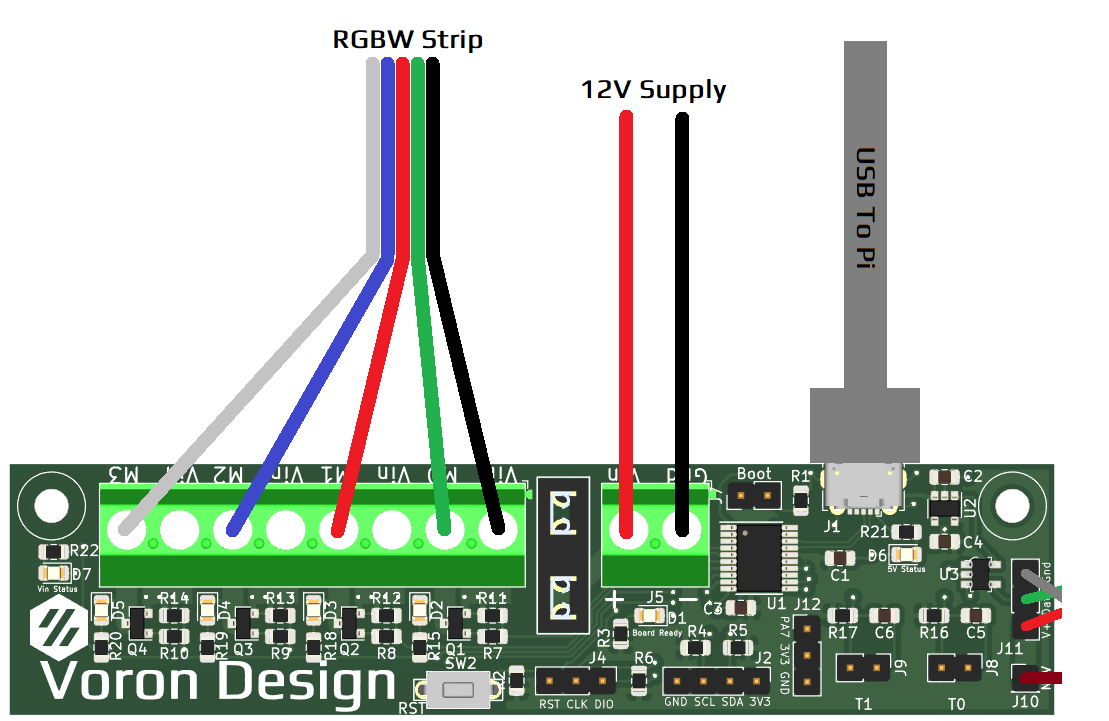 RGBW Strip
12V Supply
USB To Pi
M3
M2
Vin
M1
Vin
Vin
Boot
J7
R1
C2
J1
U2
R21
C4
D6
5V Status
U3
C1
R22
D7
Vin Status
U1
J12
C3
+
−
J5
D1
Board Ready
R3
R4
R5
D5
R14
D4
R13
D3
R12
D2
R11
R20
Q4
R10
R19
Q3
R9
R18
Q2
R8
R15
Q1
R7
PA7 3V3 GND
R17
C6
R16
C5
J11
Voron Design
SW2
RST
J4
RST CLK DIO
R6
J2
GND SCL SDA 3V3
J9
T1
J8
T0
J10